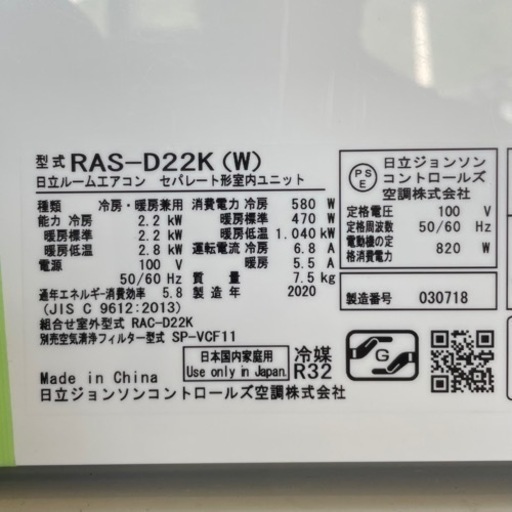 型式 RAS-D22K (W)
日立ルームエアコン セパレート形室内ユニット
種類 冷房・暖房兼用 消費電力 冷房 580 W
能力 冷房 2.2 kW 暖房標準 470 W
暖房標準 2.2 kW 暖房低温 1.040 kW
暖房低温 2.8 kW 運転電流 冷房 6.8 A
電源 100 V 暖房 5.5 A
50/60 Hz 質量 7.5 kg
通年エネルギー消費効率 5.8 製造年 2020
(JIS C 9612:2013)
組合せ室外型式 RAC-D22K
別売空気清浄フィルター型式 SP-VCF11
日本国内家庭用
Use only in Japan.
冷媒
R32
Made in China
日立ジョンソンコントロールズ空調株式会社
PS
E
日立ジョンソン
コントロールズ
空調株式会社
定格電圧 100 V
定格周波数 50/60 Hz
電動機の定
格消費電力 820 W
製造番号 030718
G